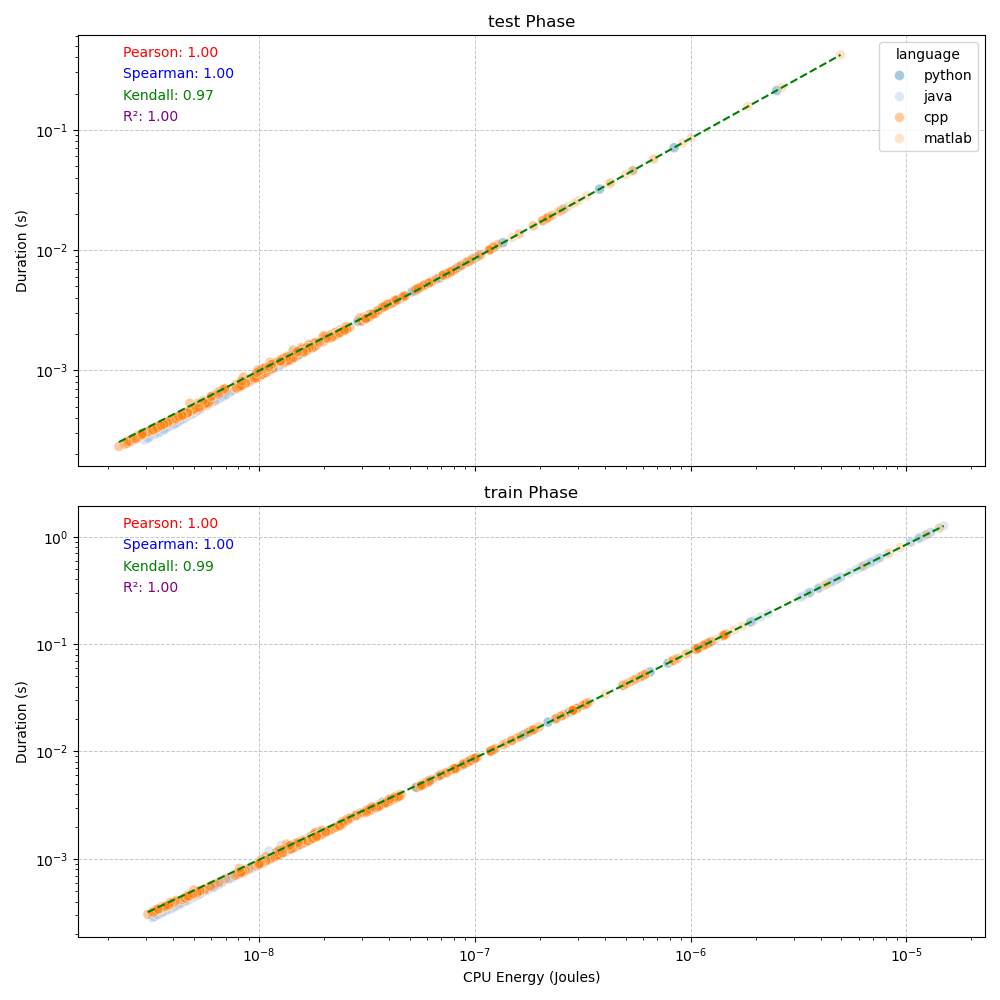 test Phase
Pearson: 1.00
Spearman: 1.00
Kendall: 0.97
R²: 1.00
language
python
java
cpp
matlab
10⁻¹
10⁻²
10⁻³
Duration (s)
train Phase
Pearson: 1.00
Spearman: 1.00
Kendall: 0.99
R²: 1.00
10⁰
10⁻¹
10⁻²
10⁻³
Duration (s)
10⁻⁸ 10⁻⁷ 10⁻⁶ 10⁻⁵
CPU Energy (Joules)